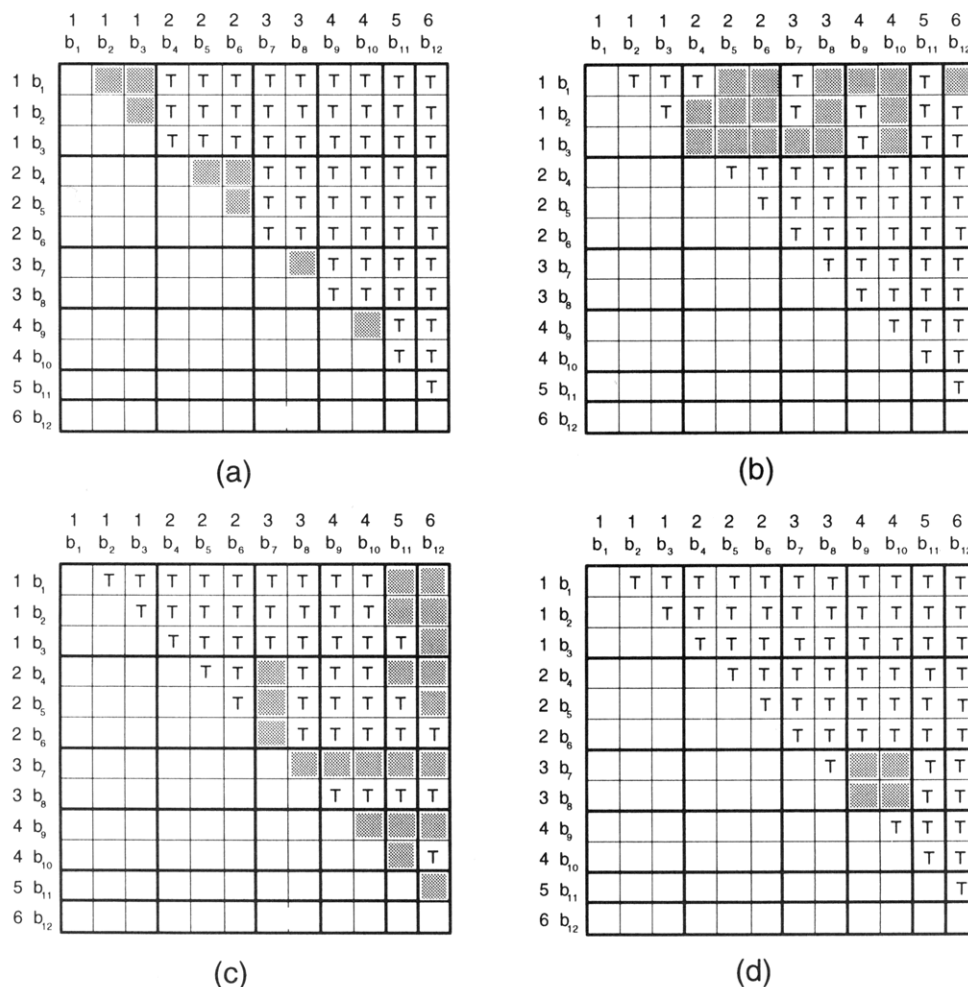 1 1 1 2 2 2 3 3 4 4 5 6
b₁ b₂ b₃ b₄ b₅ b₆ b₇ b₈ b₉ b₁₀ b₁₁ b₁₂
1 b₁ T T T T T T T T T
1 b₂ T T T T T T T T T
1 b₃ T T T T T T T T T
2 b₄ T T T T T T
2 b₅ T T T T T T
2 b₆ T T T T T T
3 b₇ T T T T
3 b₈ T T T T
4 b₉ T T
4 b₁₀ T T
5 b₁₁ T
6 b₁₂
(a)
1 1 1 2 2 2 3 3 4 4 5 6
b₁ b₂ b₃ b₄ b₅ b₆ b₇ b₈ b₉ b₁₀ b₁₁ b₁₂
1 b₁ T T T T T
1 b₂ T T T T T
1 b₃ T T T
2 b₄ T T T T T T T T
2 b₅ T T T T T T T
2 b₆ T T T T T T
3 b₇ T T T T T
3 b₈ T T T T
4 b₉ T T T
4 b₁₀ T T
5 b₁₁ T
6 b₁₂
(b)
1 1 1 2 2 2 3 3 4 4 5 6
b₁ b₂ b₃ b₄ b₅ b₆ b₇ b₈ b₉ b₁₀ b₁₁ b₁₂
1 b₁ T T T T T T T T T
1 b₂ T T T T T T T T
1 b₃ T T T T T T T T
2 b₄ T T T T T
2 b₅ T T T T T
2 b₆ T T T T T
3 b₇
3 b₈ T T T T
4 b₉
4 b₁₀ T
5 b₁₁
6 b₁₂
(c)
1 1 1 2 2 2 3 3 4 4 5 6
b₁ b₂ b₃ b₄ b₅ b₆ b₇ b₈ b₉ b₁₀ b₁₁ b₁₂
1 b₁ T T T T T T T T T T T
1 b₂ T T T T T T T T T T
1 b₃ T T T T T T T T T
2 b₄ T T T T T T T T
2 b₅ T T T T T T T
2 b₆ T T T T T T
3 b₇ T T T
3 b₈ T T
4 b₉ T T T
4 b₁₀ T T
5 b₁₁ T
6 b₁₂
(d)